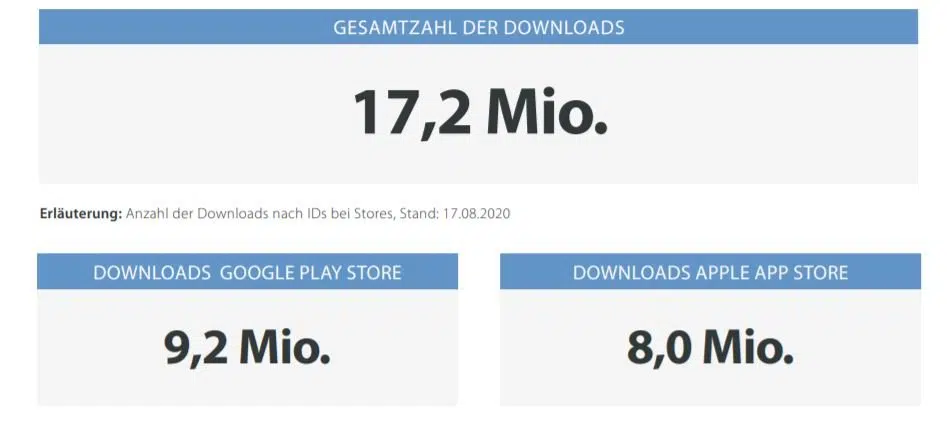 GESAMTZAHL DER DOWNLOADS
17,2 Mio.
Erläuterung: Anzahl der Downloads nach IDs bei Stores, Stand: 17.08.2020
DOWNLOADS GOOGLE PLAY STORE
9,2 Mio.
DOWNLOADS APPLE APP STORE
8,0 Mio.